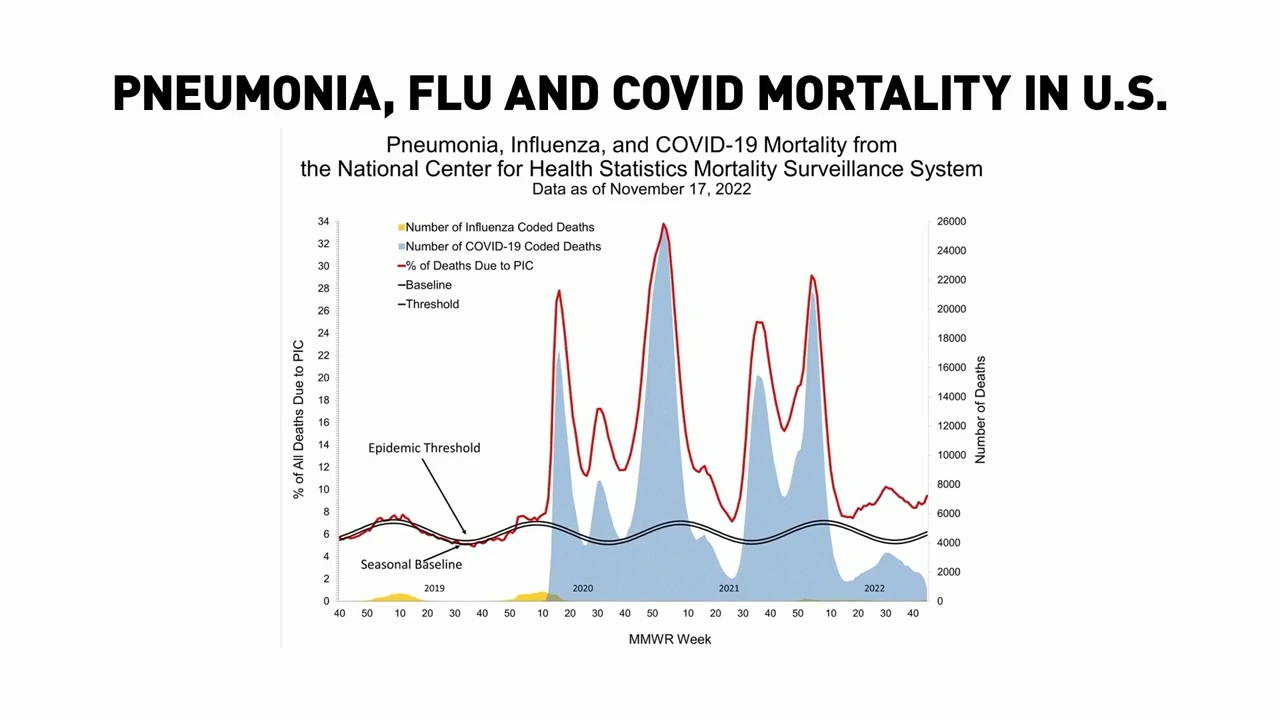 PNEUMONIA, FLU AND COVID MORTALITY IN U.S.
Pneumonia, Influenza, and COVID-19 Mortality from
the National Center for Health Statistics Mortality Surveillance System
Data as of November 17, 2022
Number of Influenza Coded Deaths
Number of COVID-19 Coded Deaths
% of Deaths Due to PIC
Baseline
Threshold
% of All Deaths Due to PIC
34
32
30
28
26
24
22
20
18
16
14
12
10
8
6
4
2
0
Epidemic Threshold
Seasonal Baseline
26000
24000
22000
20000
18000
16000
14000
12000
10000
8000
6000
4000
2000
0
Number of Deaths
2019 2020 2021 2022
40 50 10 20 30 40 50 10 20 30 40 50 10 20 30 40 50 10 20 30 40
MMWR Week